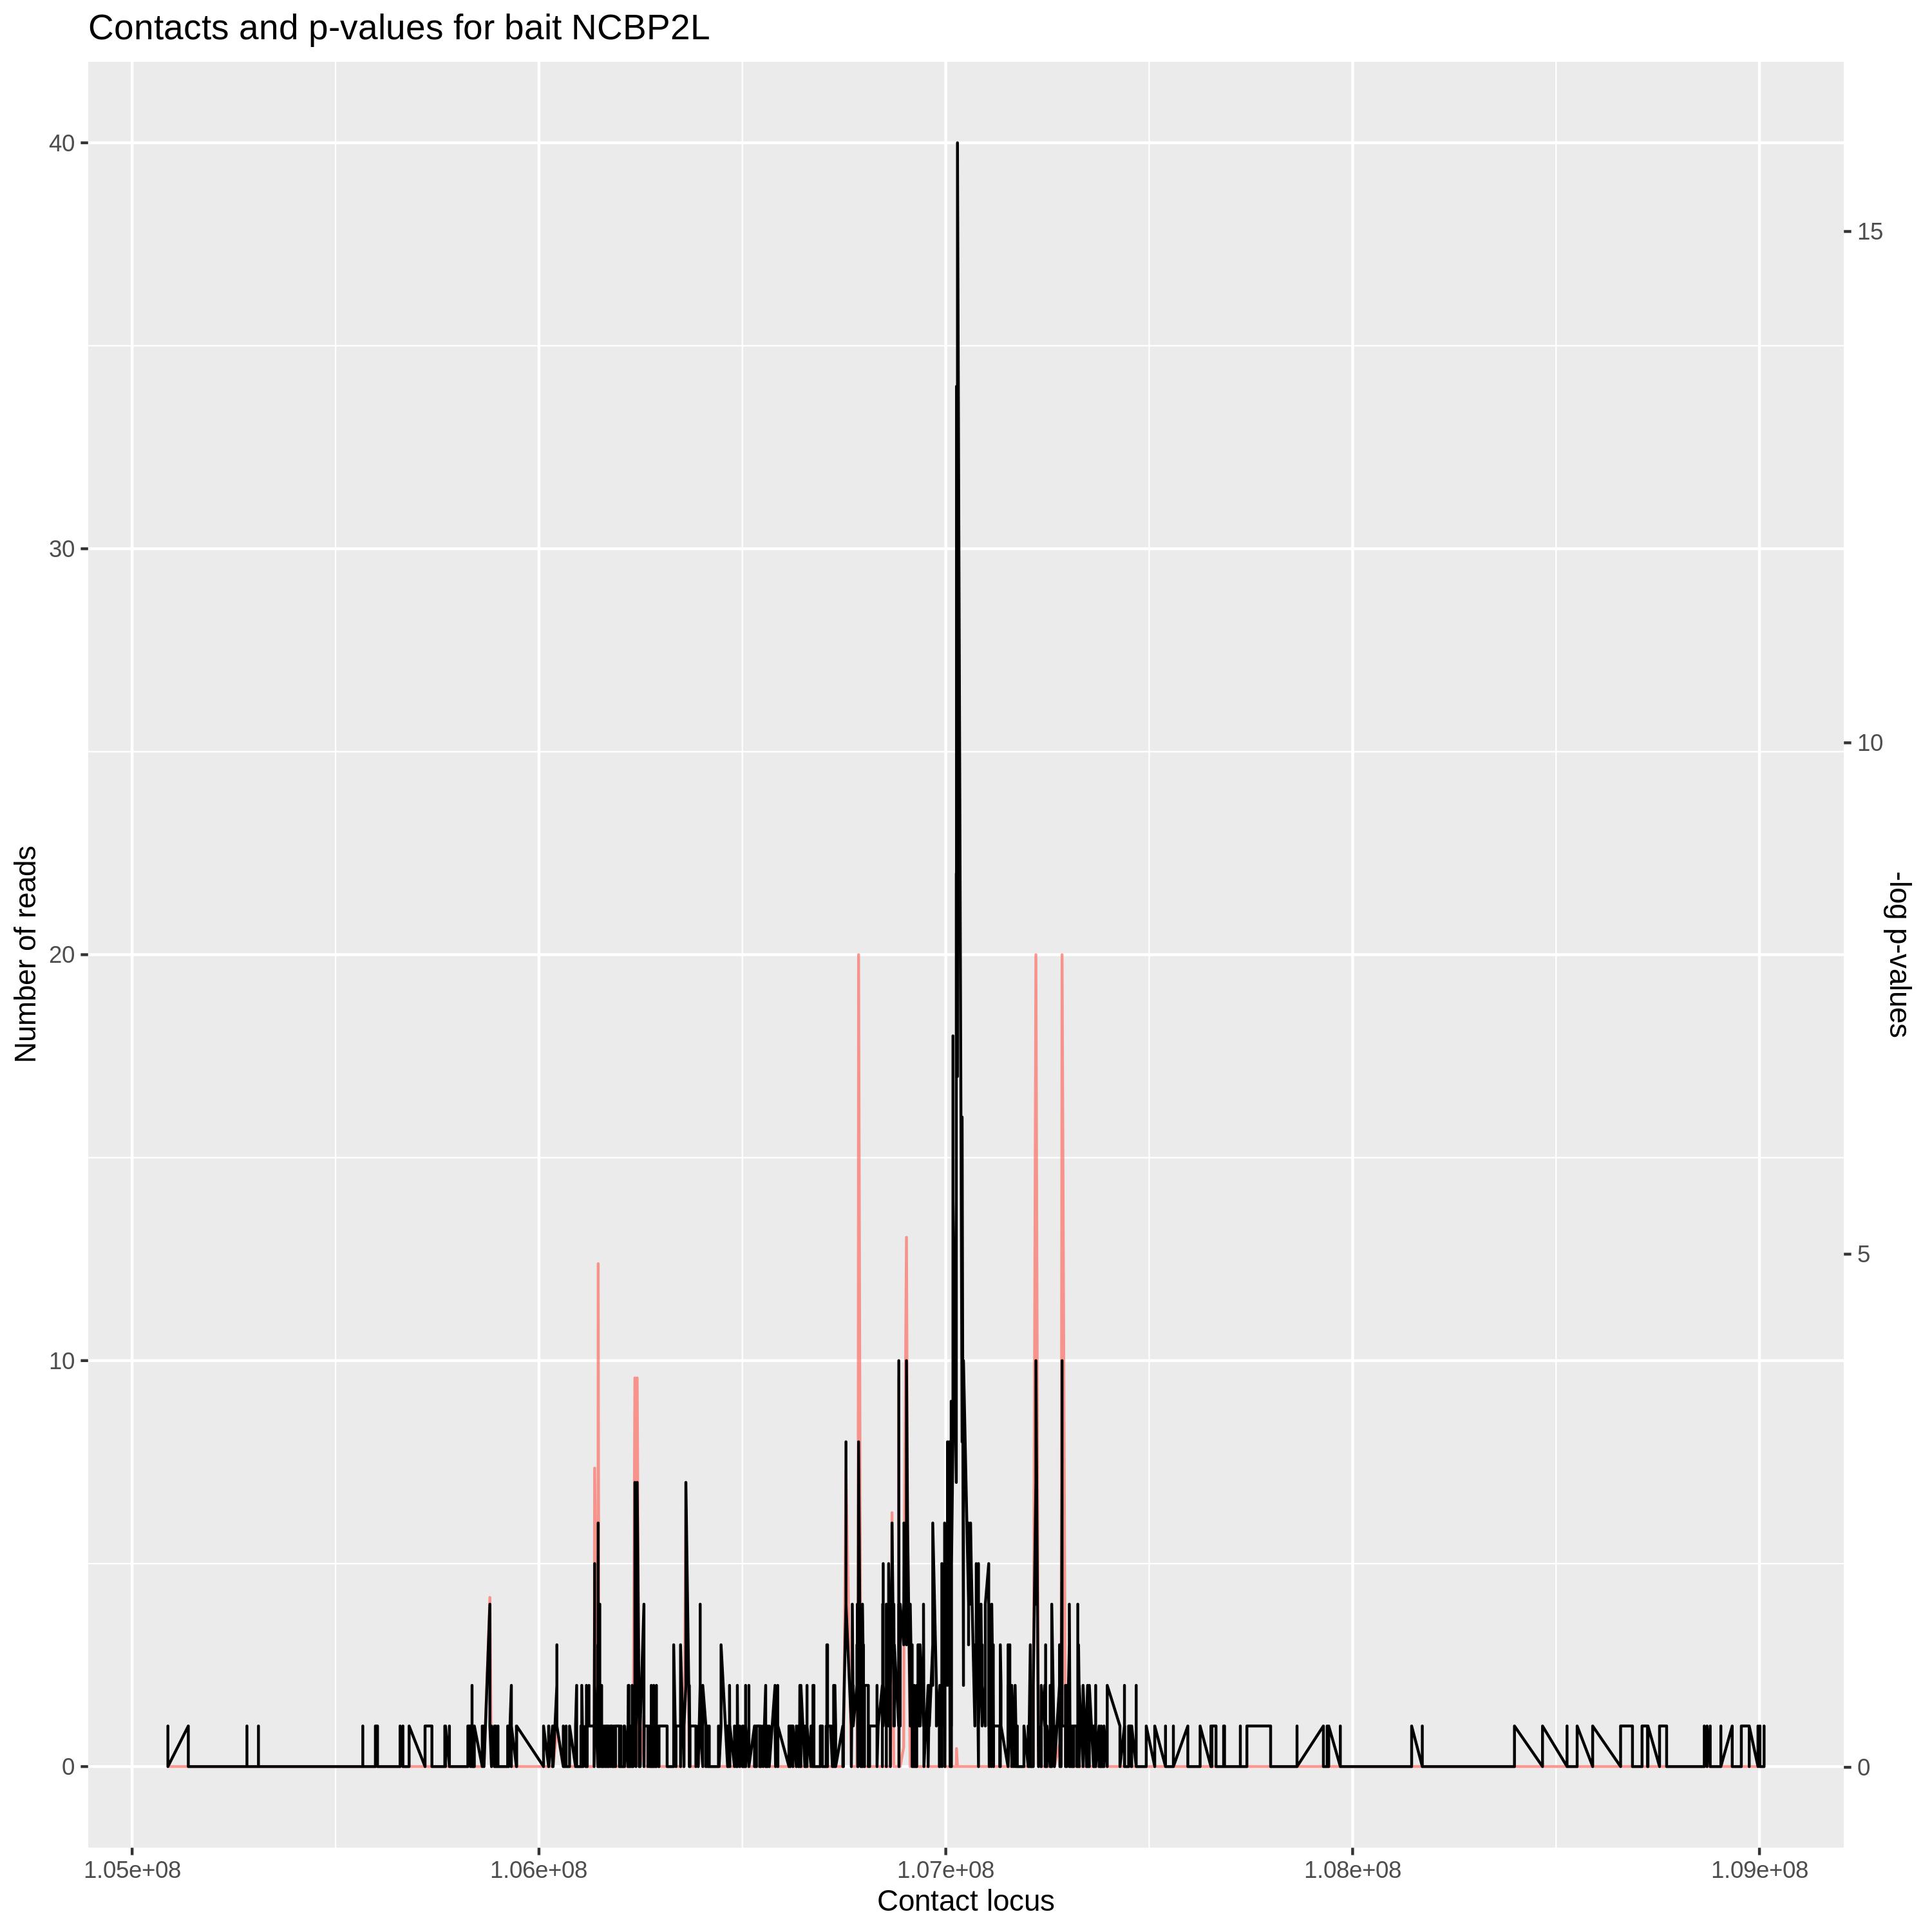 Contacts and p-values for bait NCBP2L
40
30
20
10
0
15
10
5
0
Number of reads
-log p-values
1.05e+08
1.06e+08
1.07e+08
1.08e+08
1.09e+08
Contact locus